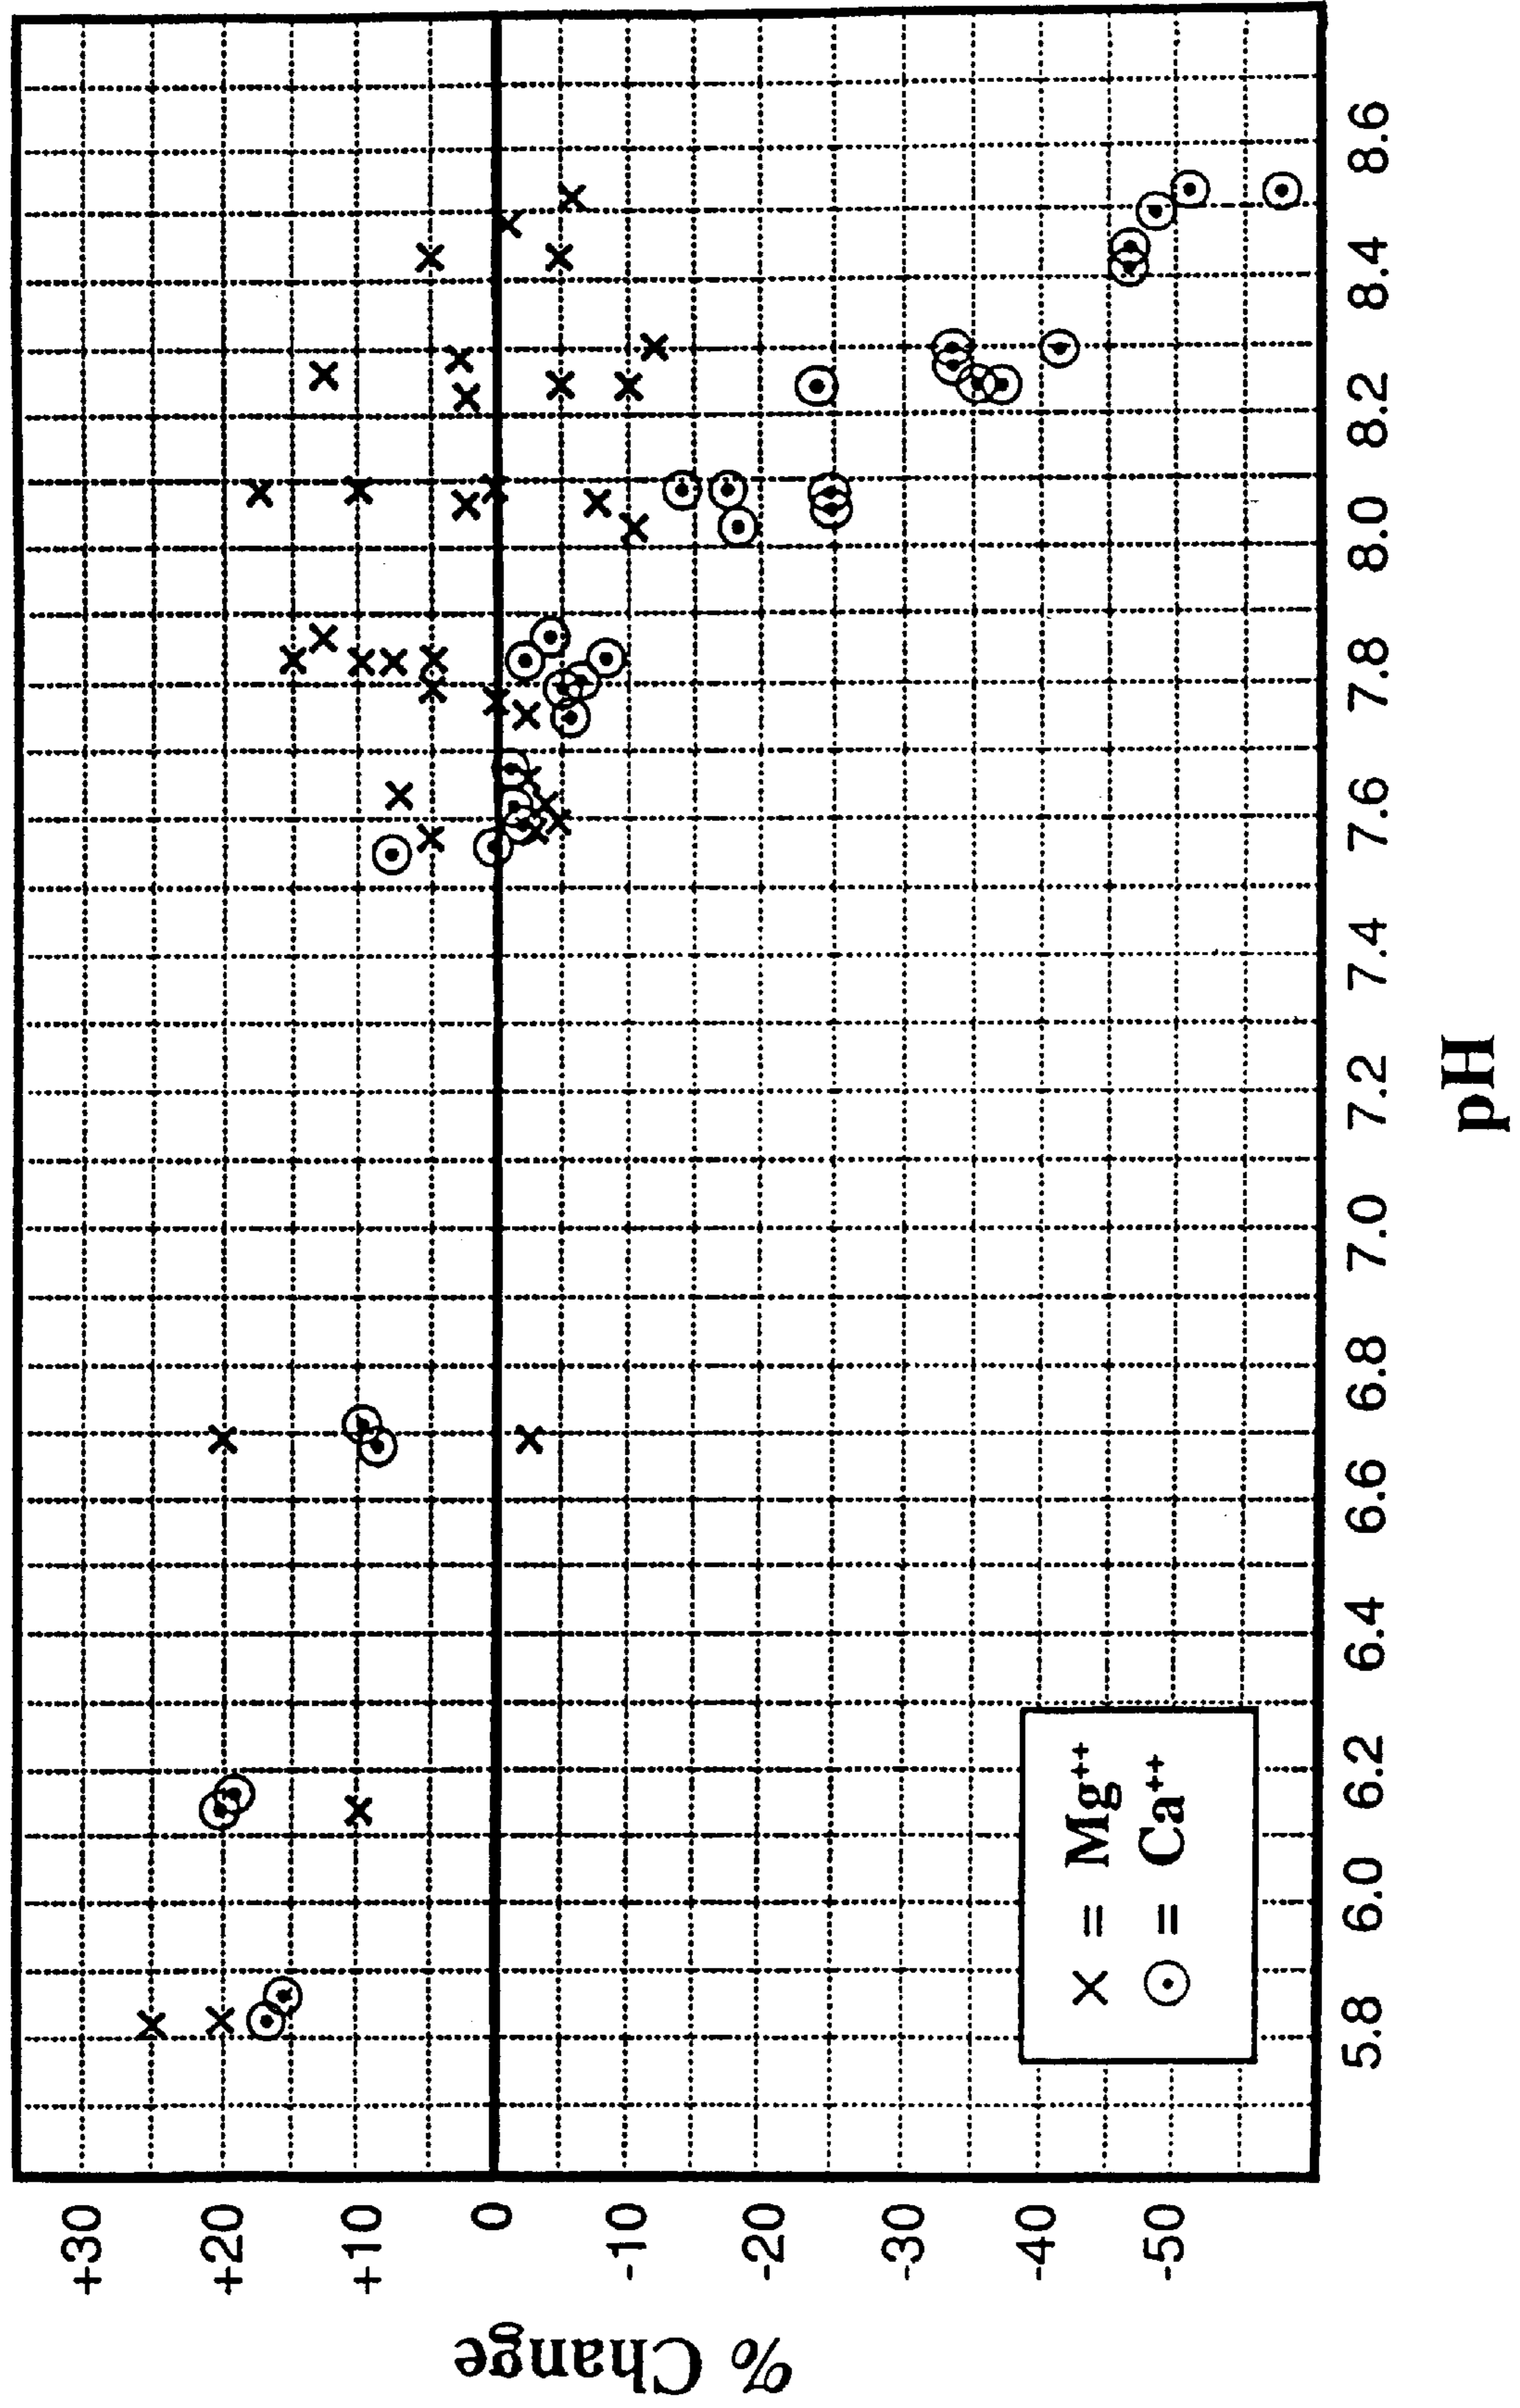 % Change
+30
+20
+10
0
-10
-20
-30
-40
-50
× = Mg⁺⁺
⊙ = Ca⁺⁺
5.8 6.0 6.2 6.4 6.6 6.8 7.0 7.2 7.4 7.6 7.8 8.0 8.2 8.4 8.6
pH